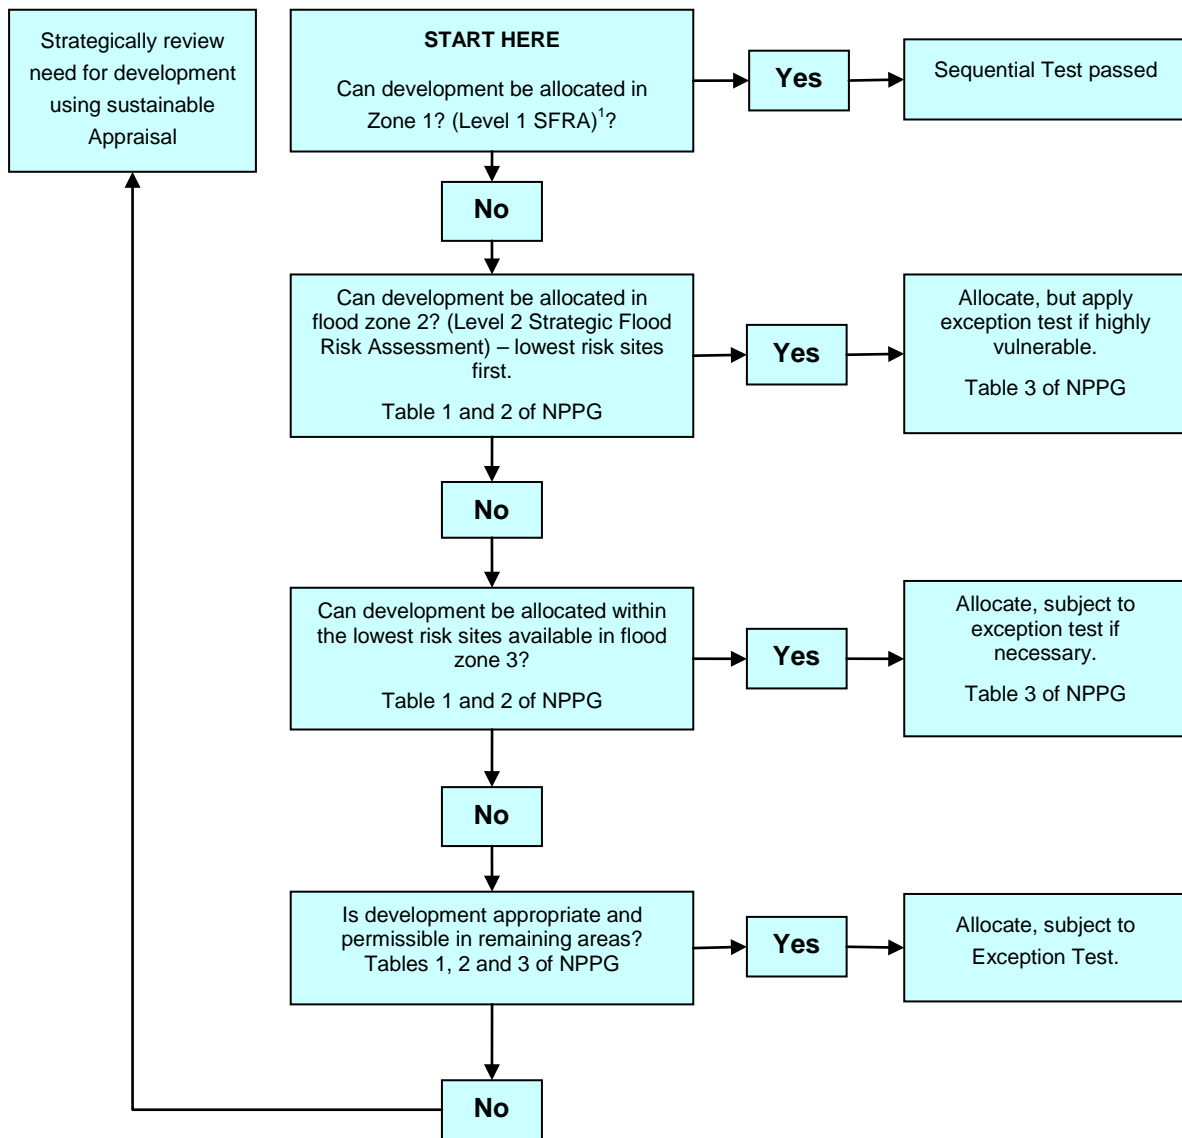 Strategically review
need for development
using sustainable
Appraisal
START HERE
Can development be allocated in
Zone 1? (Level 1 SFRA)¹?
Yes
Sequential Test passed
No
Can development be allocated in
flood zone 2? (Level 2 Strategic Flood
Risk Assessment) – lowest risk sites
first.
Table 1 and 2 of NPPG
Yes
Allocate, but apply
exception test if highly
vulnerable.
Table 3 of NPPG
No
Can development be allocated within
the lowest risk sites available in flood
zone 3?
Table 1 and 2 of NPPG
Yes
Allocate, subject to
exception test if
necessary.
Table 3 of NPPG
No
Is development appropriate and
permissible in remaining areas?
Tables 1, 2 and 3 of NPPG
Yes
Allocate, subject to
Exception Test.
No